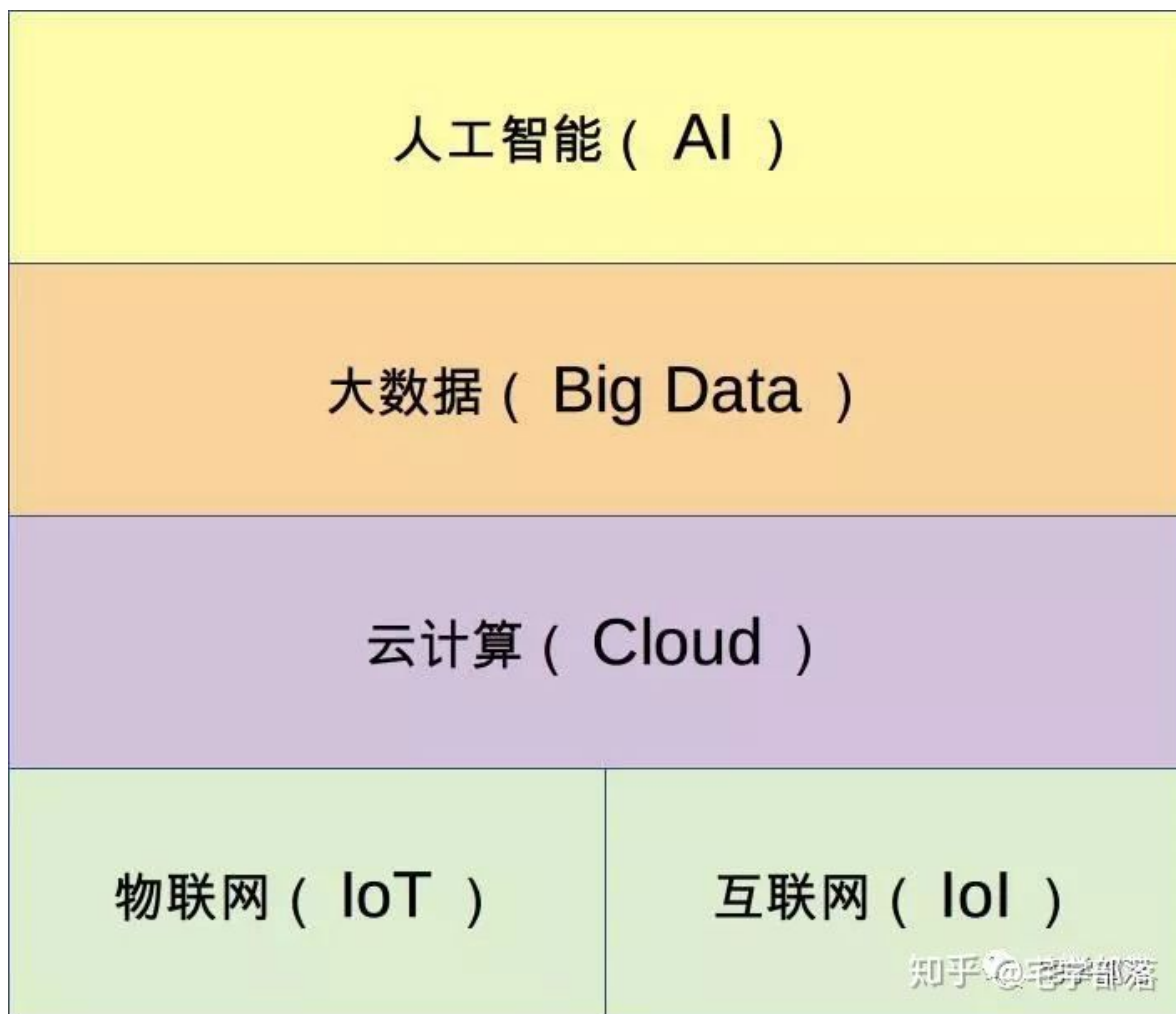 人工智能（ AI ）
大数据（ Big Data ）
云计算（ Cloud ）
物联网（ IoT ）
互联网（ IoI ）
知乎 @宅学部落